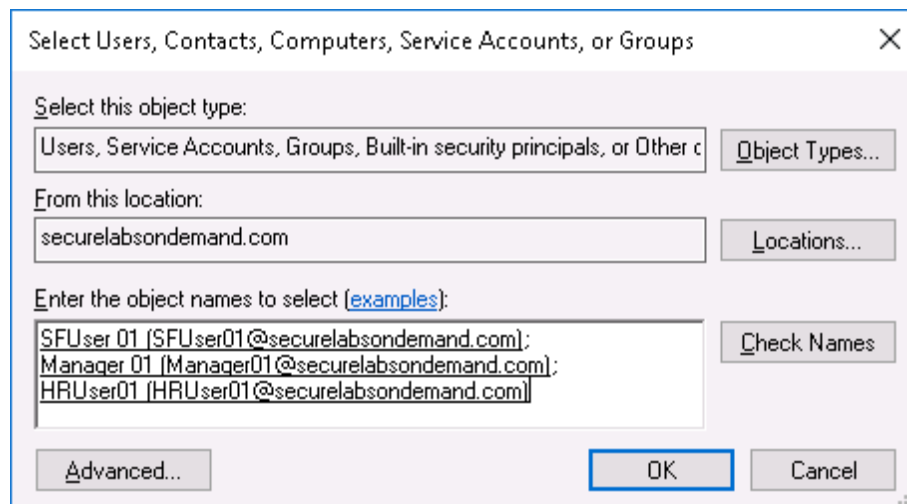 Select Users, Contacts, Computers, Service Accounts, or Groups
Select this object type:
Users, Service Accounts, Groups, Built-in security principals, or Other
Object Types...
From this location:
securelabsondemand.com
Locations...
Enter the object names to select (examples):
SFUser 01 (SFUser01@securelabsondemand.com);
Manager 01 (Manager01@securelabsondemand.com);
HRUser01 (HRUser01@securelabsondemand.com)
Check Names
Advanced...
OK
Cancel